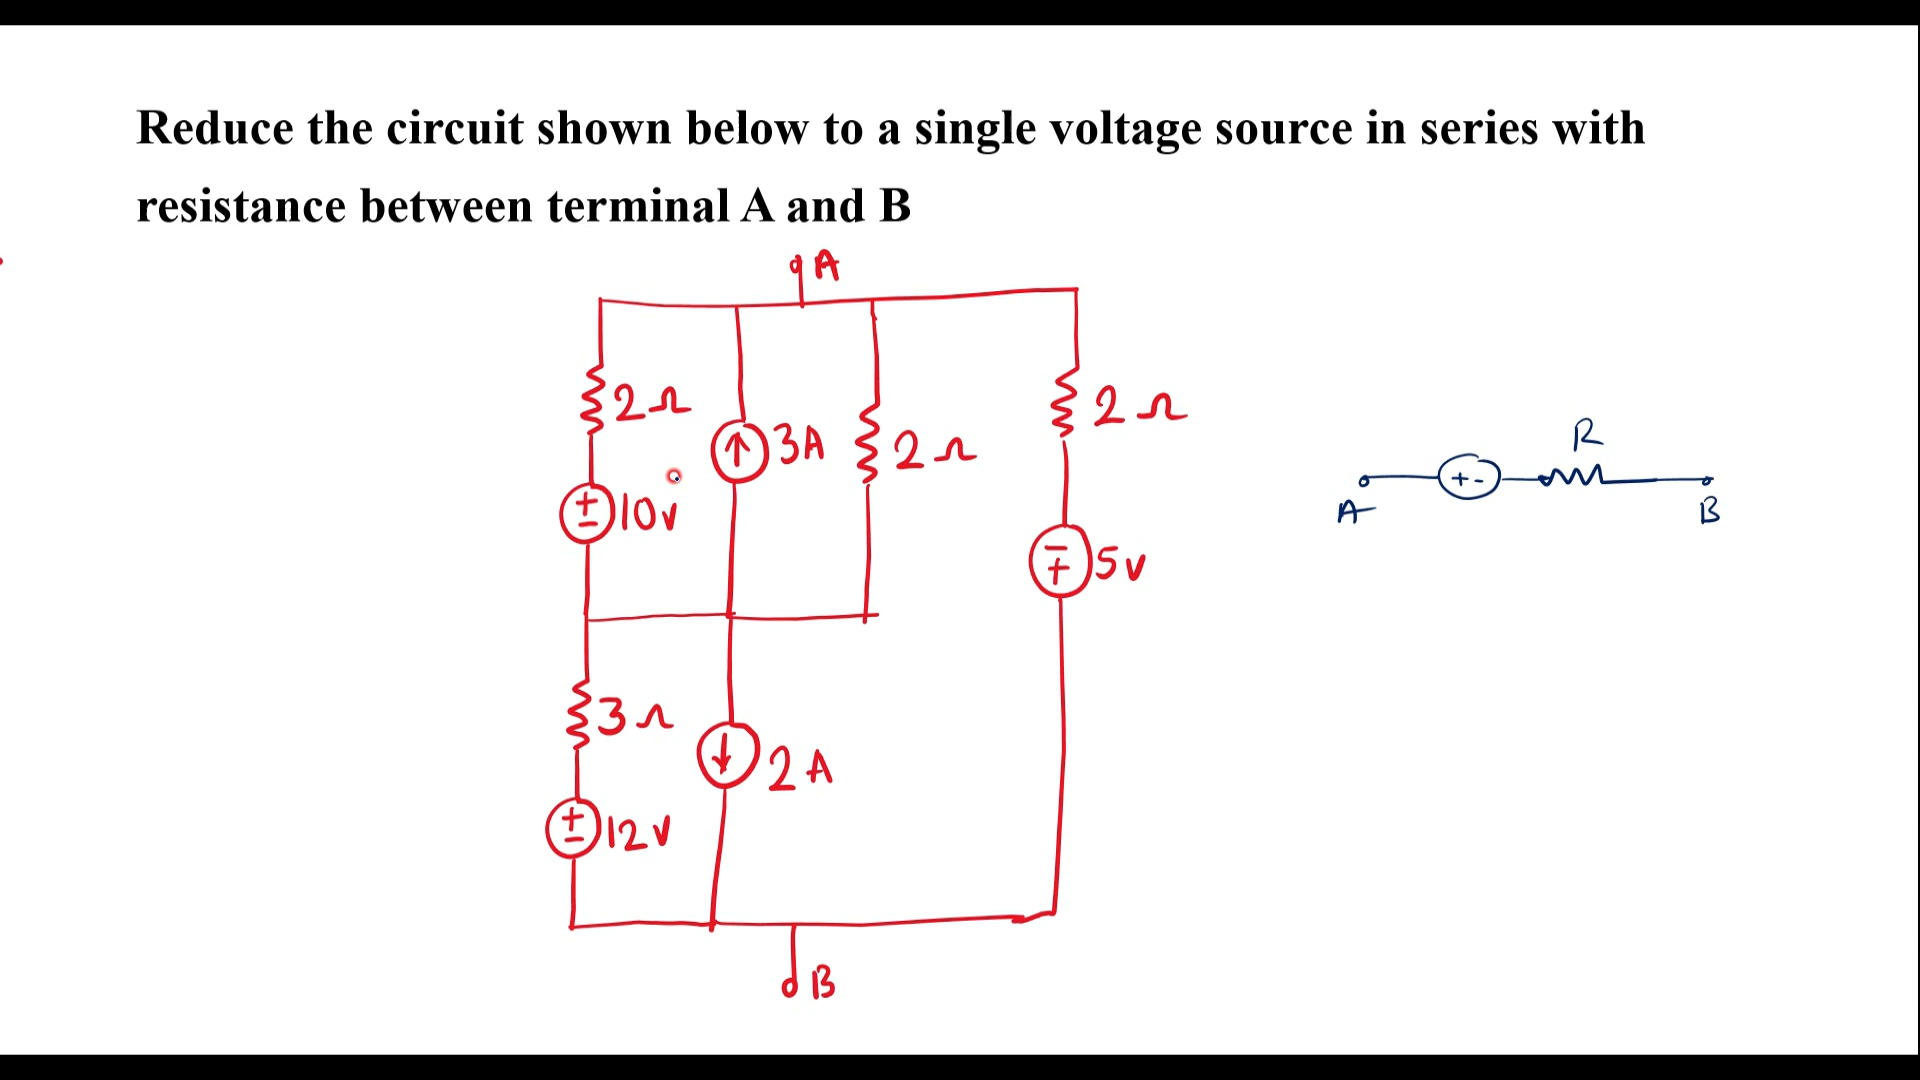 Reduce the circuit shown below to a single voltage source in series with
resistance between terminal A and B
A
2Ω
3A
2Ω
2Ω
+ -
10v
- +
5v
3Ω
2A
+ -
12v
B
R
+ -
A
B